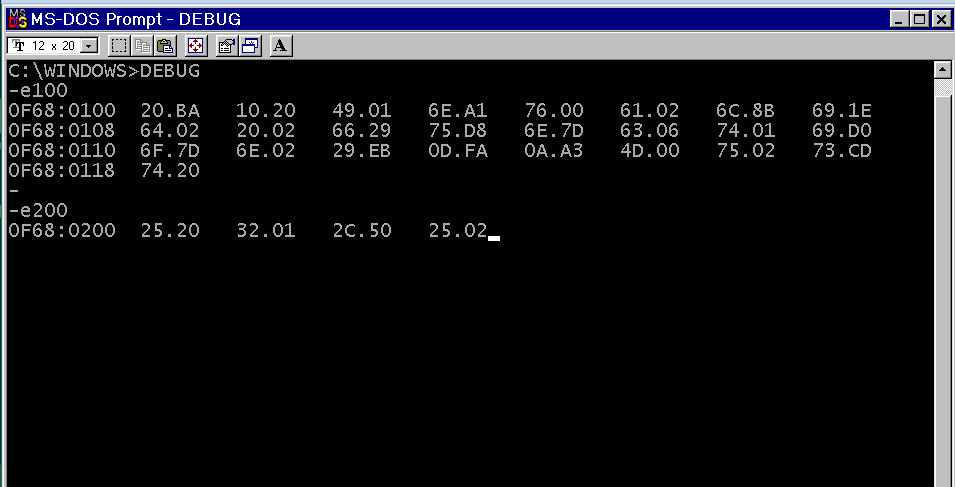 MS-DOS Prompt - DEBUG
12 x 20
A
C:\WINDOWS>DEBUG
-e100
0F68:0100  20.BA   10.20   49.01   6E.A1   76.00   61.02   6C.8B   69.1E
0F68:0108  64.02   20.02   66.29   75.D8   6E.7D   63.06   74.01   69.D0
0F68:0110  6F.7D   6E.02   29.EB   0D.FA   0A.A3   4D.00   75.02   73.CD
0F68:0118  74.20
-
-e200
0F68:0200  25.20   32.01   2C.50   25.02